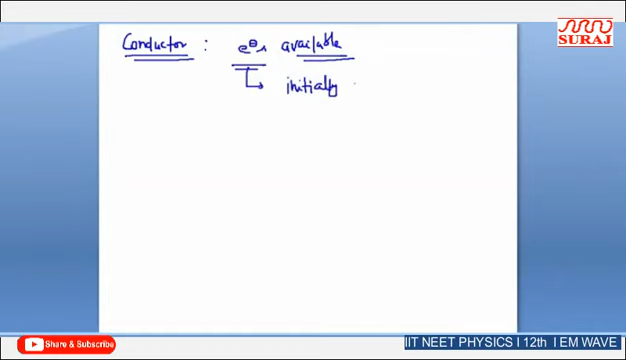 Conductor : e⊖s available
initially
SURAJ
Share & Subscribe
IIT NEET PHYSICS I 12th I EM WAVE